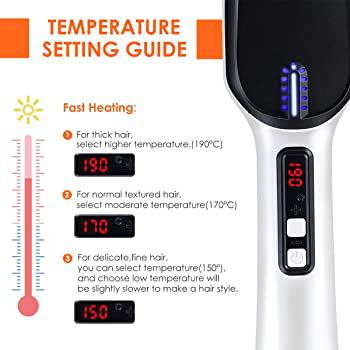 TEMPERATURE
SETTING GUIDE
Fast Heating:
1 For thick hair,
select higher temperature.(190°C)
190
2 For normal textured hair,
select moderate temperature(170°C)
170
3 For delicate,fine hair,
you can select temperature(150°),
and choose low temperature will
be slightly slower to make a hair style.
150
190